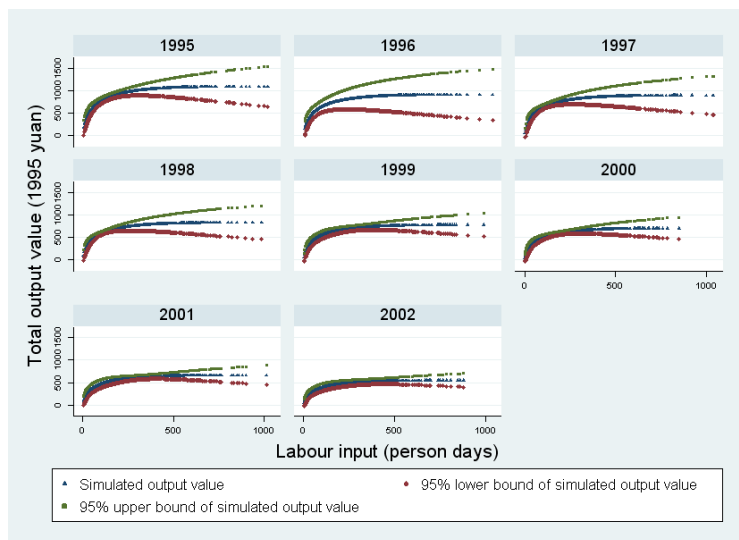 1995
1996
1997
0 500 1000 1500
1998
1999
2000
0 500 1000 1500
0 500 1000
2001
2002
0 500 1000 1500
0 500 1000
0 500 1000
Total output value (1995 yuan)
Labour input (person days)
Simulated output value
95% lower bound of simulated output value
95% upper bound of simulated output value